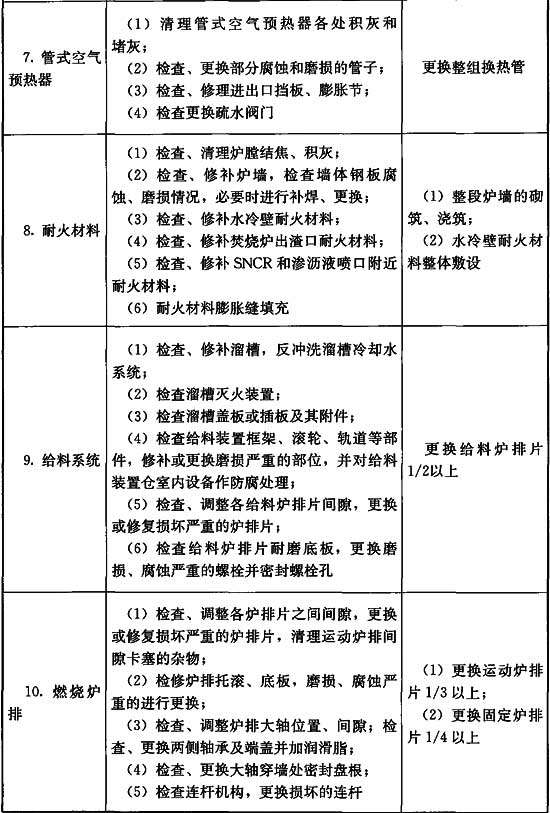 7. 管式空气
预热器
(1) 清理管式空气预热器各处积灰和
堵灰；
(2) 检查、更换部分腐蚀和磨损的管子；
(3) 检查、修理进出口挡板、膨胀节；
(4) 检查更换疏水阀门
更换整组换热管
8. 耐火材料
(1) 检查、清理炉膛结焦、积灰；
(2) 检查、修补炉墙，检查墙体钢板腐
蚀、磨损情况，必要时进行补焊、更换；
(3) 检查、修补水冷壁耐火材料；
(4) 检查、修补焚烧炉出渣口耐火材料；
(5) 检查、修补 SNCR 和渗沥液喷口附近
耐火材料；
(6) 耐火材料膨胀缝填充
(1) 整段炉墙的砌
筑、浇筑；
(2) 水冷壁耐火材
料整体敷设
9. 给料系统
(1) 检查、修补溜槽，反冲洗溜槽冷却水
系统；
(2) 检查溜槽灭火装置；
(3) 检查溜槽盖板或插板及其附件；
(4) 检查给料装置框架、滚轮、轨道等部
件，修补或更换磨损严重的部位，并对给料
装置仓室内设备作防腐处理；
(5) 检查、调整各给料炉排片间隙，更换
或修复损坏严重的炉排片；
(6) 检查给料炉排片耐磨底板，更换磨
损、腐蚀严重的螺栓并密封螺栓孔
更换给料炉排片
1/2以上
10. 燃烧炉
排
(1) 检查、调整各炉排片之间间隙，更换
或修复损坏严重的炉排片，清理运动炉排间
隙卡塞的杂物；
(2) 检修炉排托滚、底板，磨损、腐蚀严
重的进行更换；
(3) 检查、调整炉排大轴位置、间隙；检
查、更换两侧轴承及端盖并加润滑脂；
(4) 检查、更换大轴穿墙处密封盘根；
(5) 检查连杆机构，更换损坏的连杆
(1) 更换运动炉排
片 1/3 以上；
(2) 更换固定炉排
片 1/4 以上